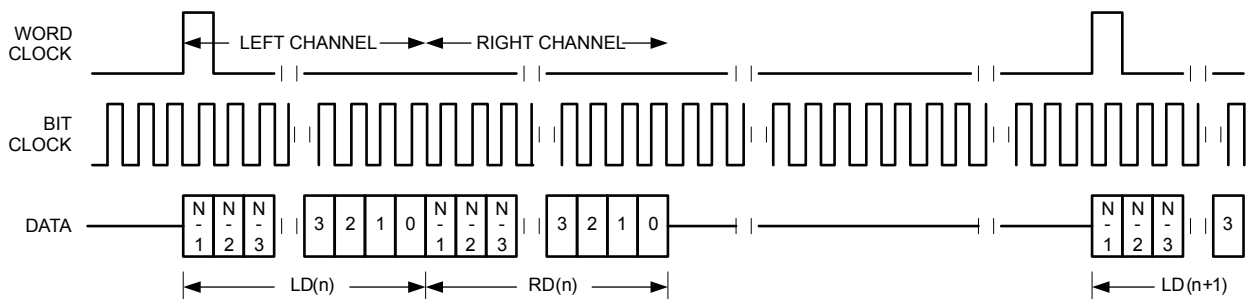 WORD
CLOCK
LEFT CHANNEL
RIGHT CHANNEL
BIT
CLOCK
DATA
N-1 N-2 N-3 3 2 1 0 N-1 N-2 N-3 3 2 1 0 N-1 N-2 N-3 3
LD(n) RD(n) LD(n+1)